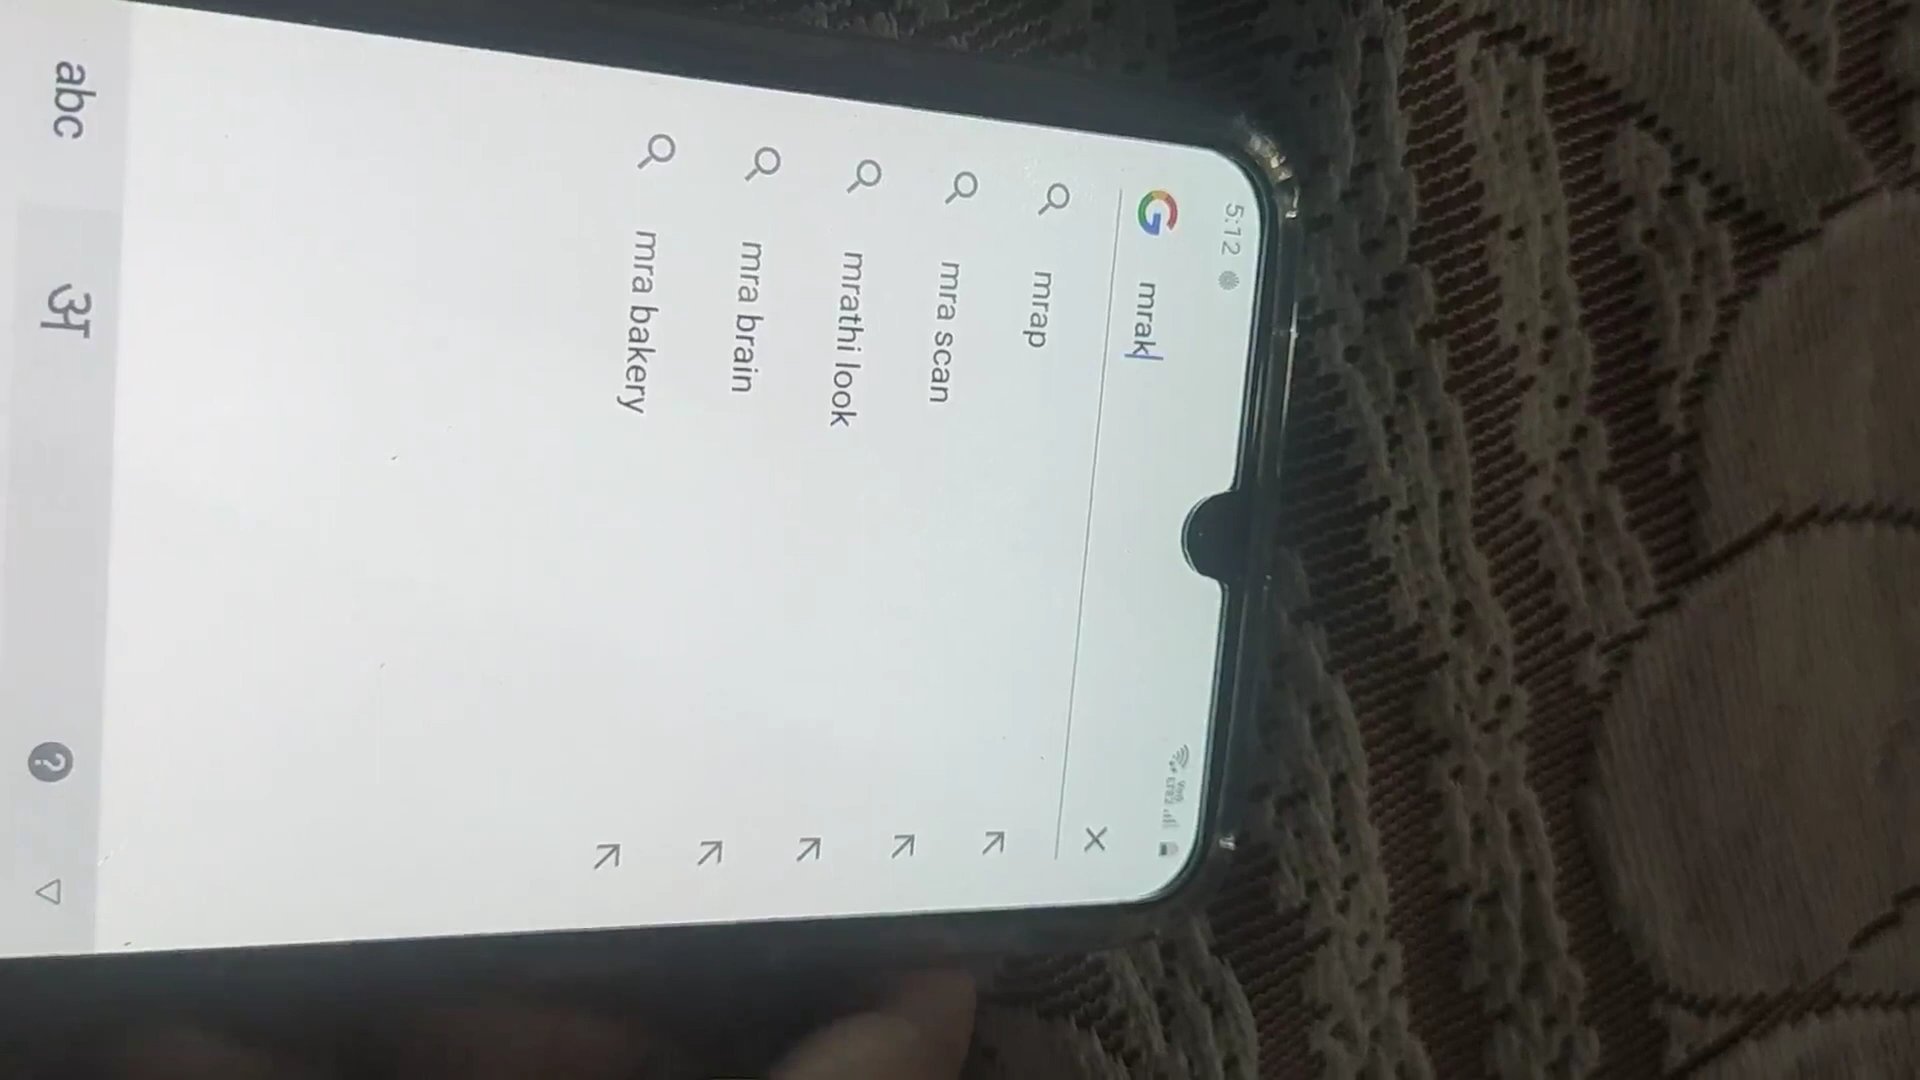 5:12
mrak
mrap
mra scan
mrathi look
mra brain
mra bakery
abc
अ
?